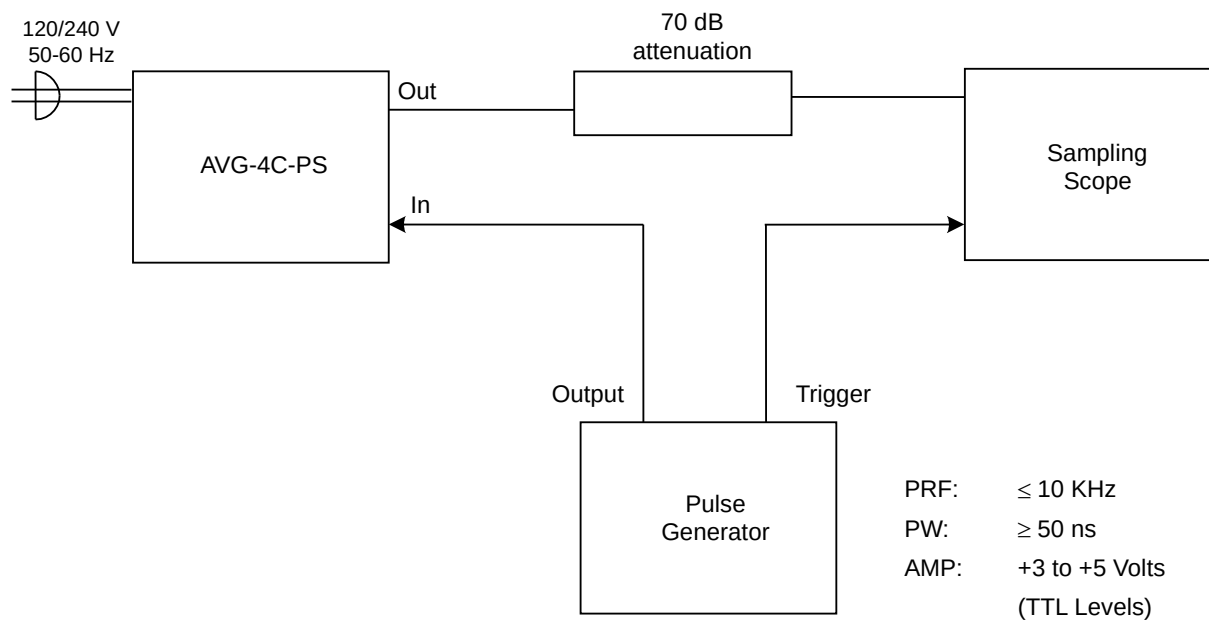 120/240 V
50-60 Hz
70 dB
attenuation
Out
AVG-4C-PS
In
Sampling
Scope
Output
Trigger
Pulse
Generator
PRF: ≤ 10 KHz
PW: ≥ 50 ns
AMP: +3 to +5 Volts
(TTL Levels)